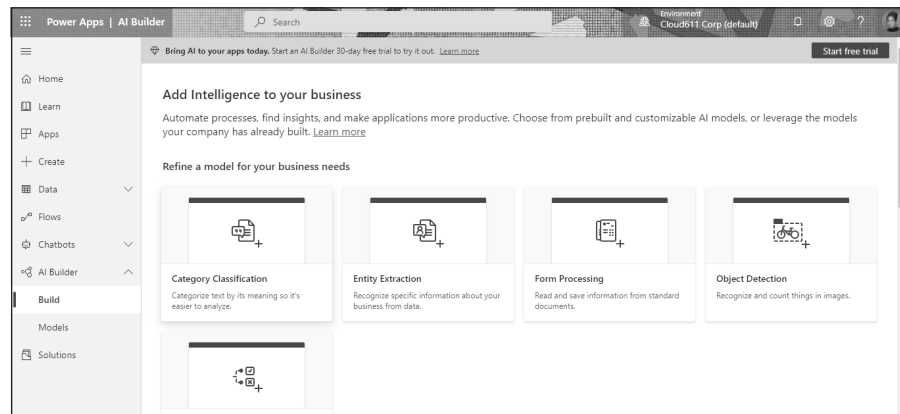 Power Apps | AI Builder
Search
Environment
Cloud611 Corp (default)
?
Bring AI to your apps today. Start an AI Builder 30-day free trial to try it out. Learn more
Start free trial
Home
Learn
Apps
Create
Data
Flows
Chatbots
AI Builder
Build
Models
Solutions
Add Intelligence to your business
Automate processes, find insights, and make applications more productive. Choose from prebuilt and customizable AI models, or leverage the models
your company has already built. Learn more
Refine a model for your business needs
Category Classification
Categorize text by its meaning so it's
easier to analyze.
Entity Extraction
Recognize specific information about your
business from data.
Form Processing
Read and save information from standard
documents.
Object Detection
Recognize and count things in images.